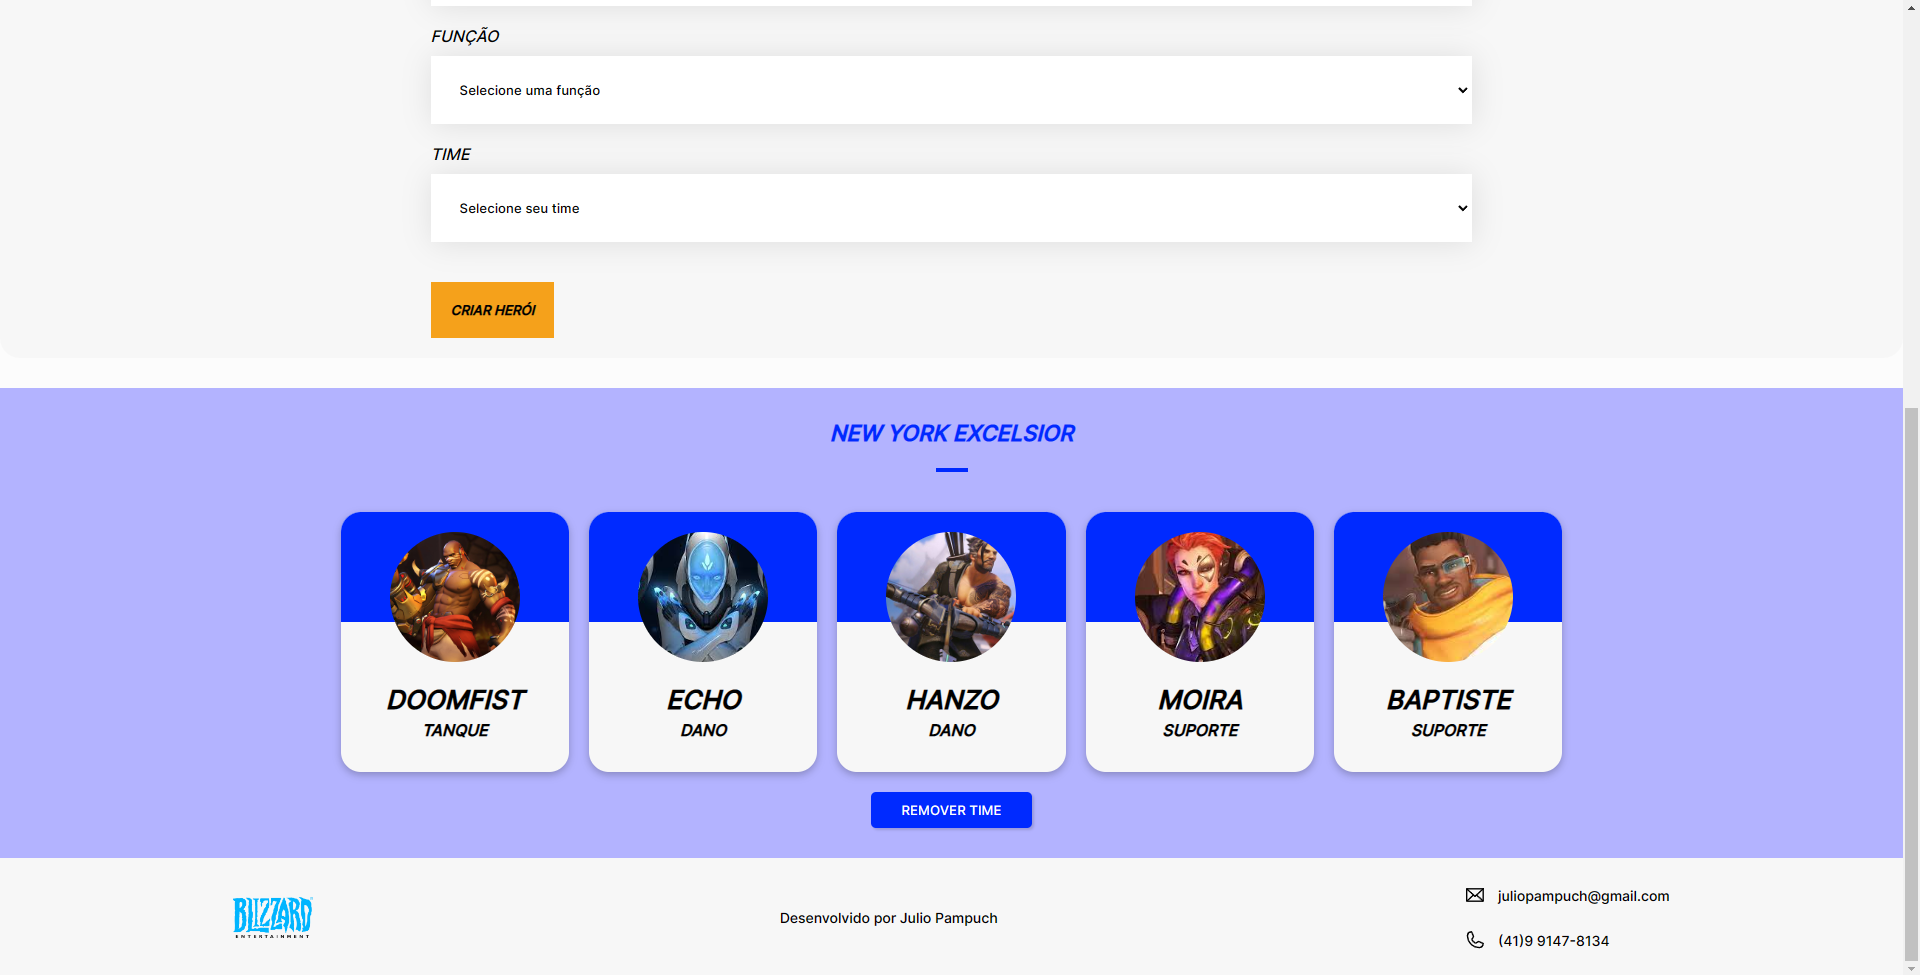 FUNÇÃO
Selecione uma função
TIME
Selecione seu time
CRIAR HERÓI
NEW YORK EXCELSIOR
DOOMFIST
TANQUE
ECHO
DANO
HANZO
DANO
MOIRA
SUPORTE
BAPTISTE
SUPORTE
REMOVER TIME
BLIZZARD
ENTERTAINMENT
Desenvolvido por Julio Pampuch
juliopampuch@gmail.com
(41)9 9147-8134